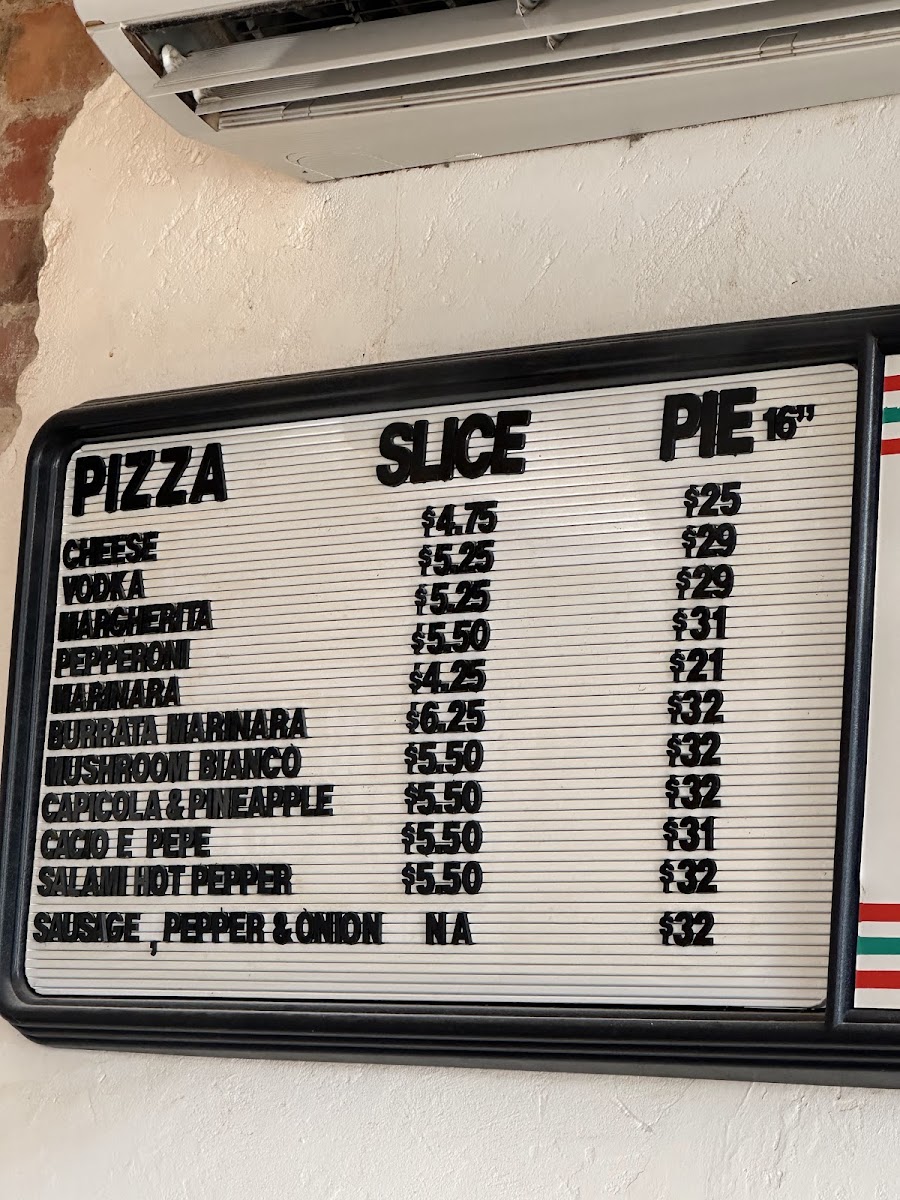 PIZZA SLICE PIE 16"
CHEESE $4.75 $25
VODKA $5.25 $29
MARGHERITA $5.25 $29
PEPPERONI $5.50 $31
MARINARA $4.25 $21
BURRATA MARINARA $6.25 $32
MUSHROOM BIANCO $5.50 $32
CAPICOLA & PINEAPPLE $5.50 $32
CACIO E PEPE $5.50 $31
SALAMI HOT PEPPER $5.50 $32
SAUSAGE, PEPPER & ONION NA $32